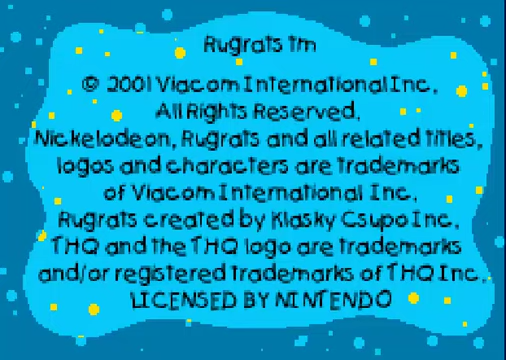 Rugrats tm
© 2001 Viacom International Inc.
All Rights Reserved.
Nickelodeon, Rugrats and all related titles,
logos and characters are trademarks
of Viacom International Inc.
Rugrats created by Klasky Csupo Inc.
THQ and the THQ logo are trademarks
and/or registered trademarks of THQ Inc.
LICENSED BY NINTENDO